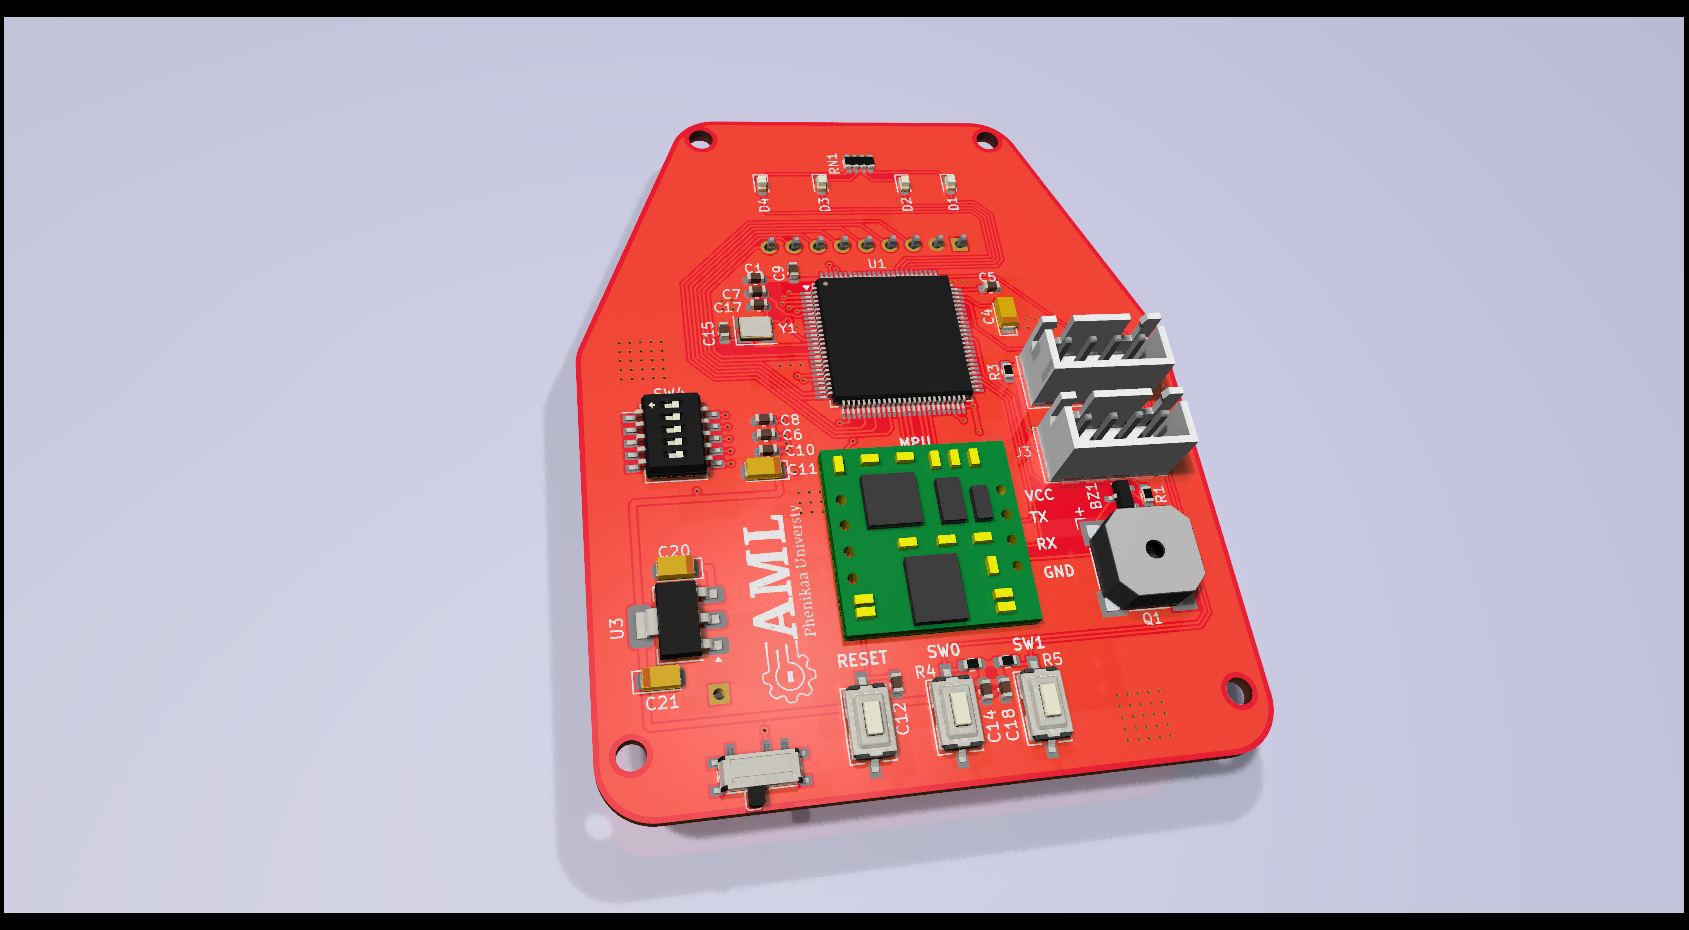 RN1
D4
D3
D2
D1
U1
C1
C9
C5
C7
C17
C4
C15
Y1
R3
SW4
C8
C6
C10
C11
MPU
J3
VCC
BZ1
R1
TX
+
RX
GND
AML
Phenikaa Universty
C20
U3
Q1
C21
RESET
SW0
SW1
R4
R5
C12
C14
C18